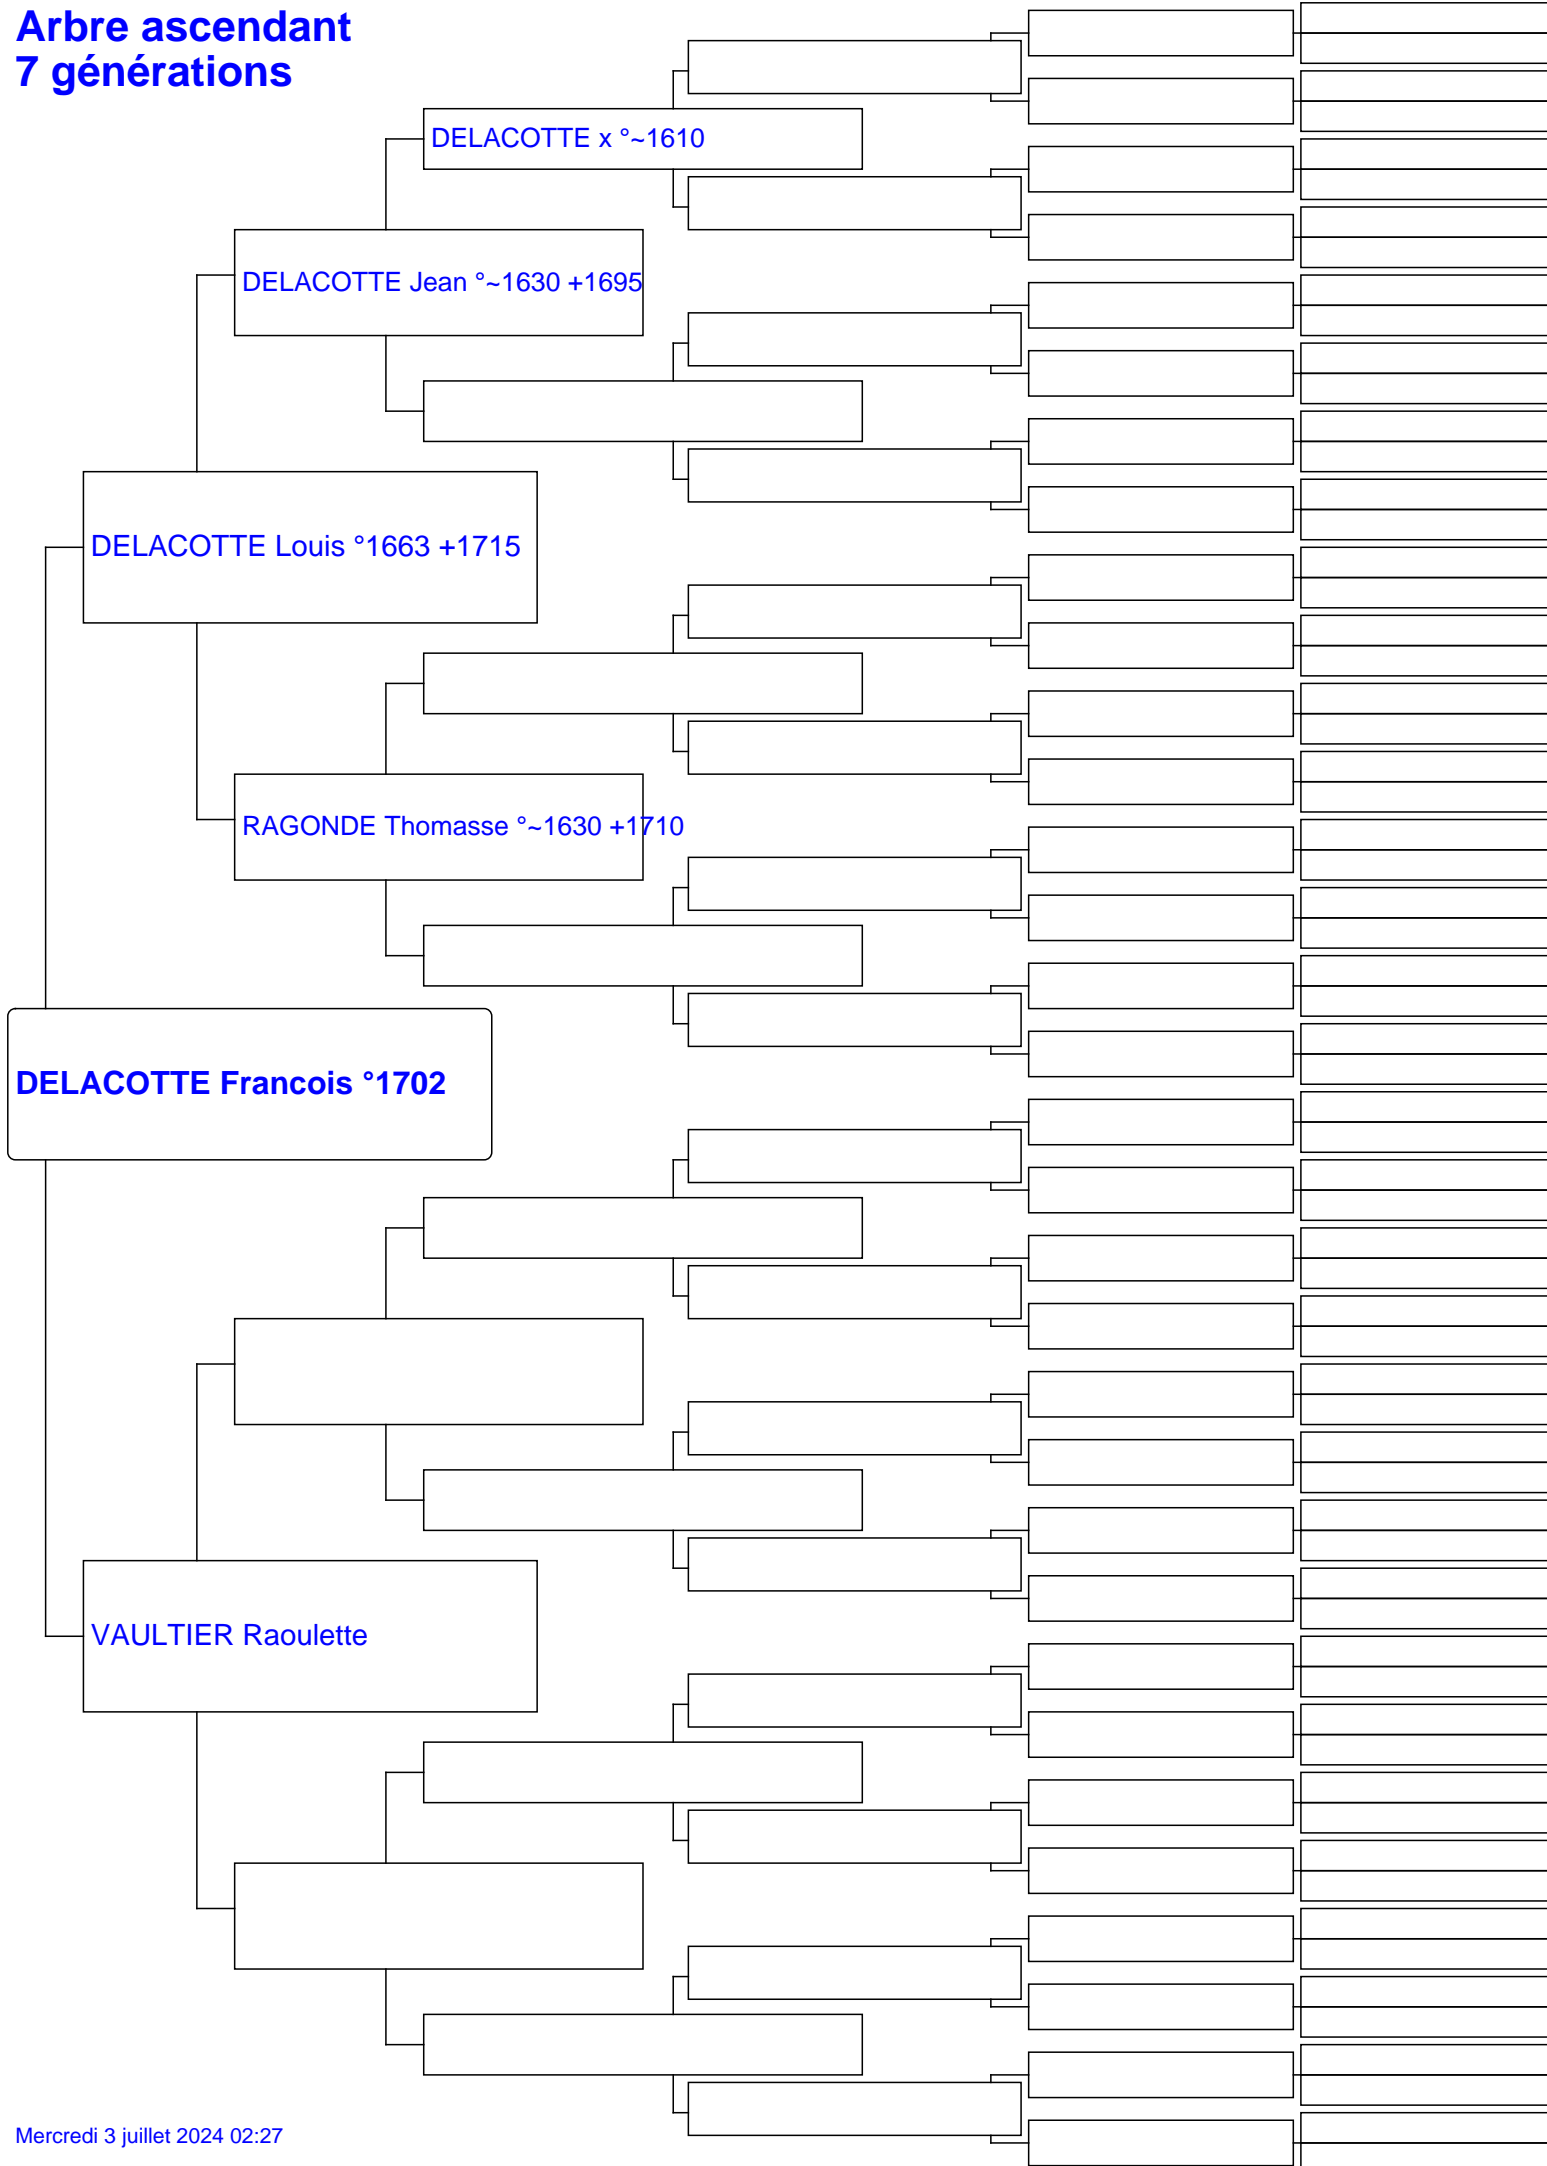 Arbre ascendant
7 générations
DELACOTTE x °~1610
DELACOTTE Jean °~1630 +1695
DELACOTTE Louis °1663 +1715
RAGONDE Thomasse °~1630 +1710
DELACOTTE Francois °1702
VAULTIER Raoulette
Mercredi 3 juillet 2024 02:27